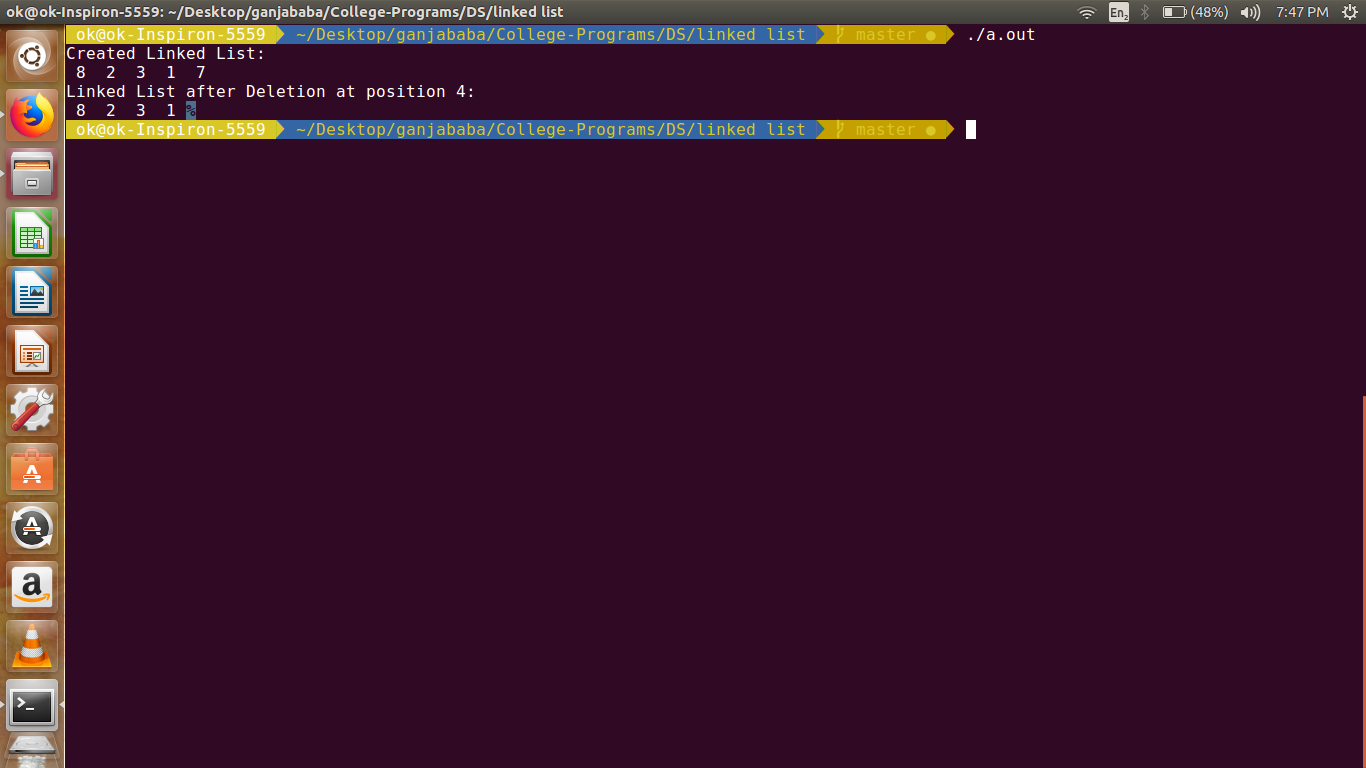 ok@ok-Inspiron-5559: ~/Desktop/ganjababa/College-Programs/DS/linked list En2 (48%) 7:47 PM
ok@ok-Inspiron-5559 ~/Desktop/ganjababa/College-Programs/DS/linked list master ● ./a.out
Created Linked List:
8 2 3 1 7
Linked List after Deletion at position 4:
8 2 3 1 %
ok@ok-Inspiron-5559 ~/Desktop/ganjababa/College-Programs/DS/linked list master ●